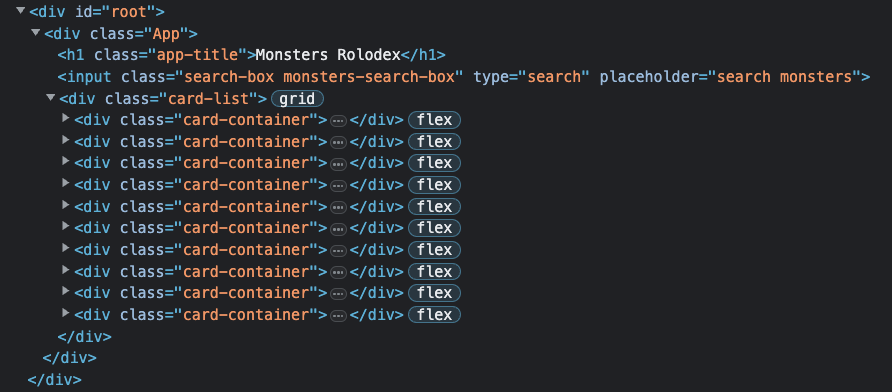 ▼<div id="root">
▼<div class="App">
<h1 class="app-title">Monsters Rolodex</h1>
<input class="search-box monsters-search-box" type="search" placeholder="search monsters">
▼<div class="card-list"> grid
▶<div class="card-container">…</div> flex
▶<div class="card-container">…</div> flex
▶<div class="card-container">…</div> flex
▶<div class="card-container">…</div> flex
▶<div class="card-container">…</div> flex
▶<div class="card-container">…</div> flex
▶<div class="card-container">…</div> flex
▶<div class="card-container">…</div> flex
▶<div class="card-container">…</div> flex
▶<div class="card-container">…</div> flex
</div>
</div>
</div>